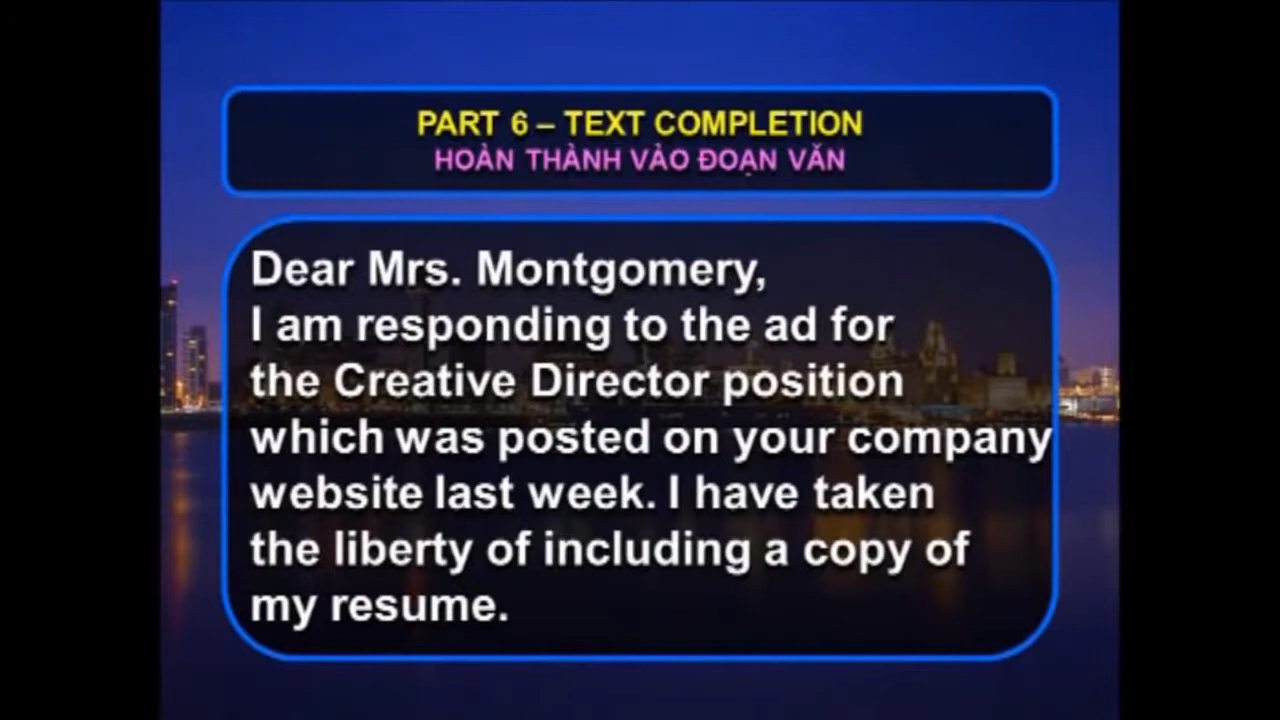 PART 6 – TEXT COMPLETION
HOÀN THÀNH VÀO ĐOẠN VĂN
Dear Mrs. Montgomery,
I am responding to the ad for
the Creative Director position
which was posted on your company
website last week. I have taken
the liberty of including a copy of
my resume.